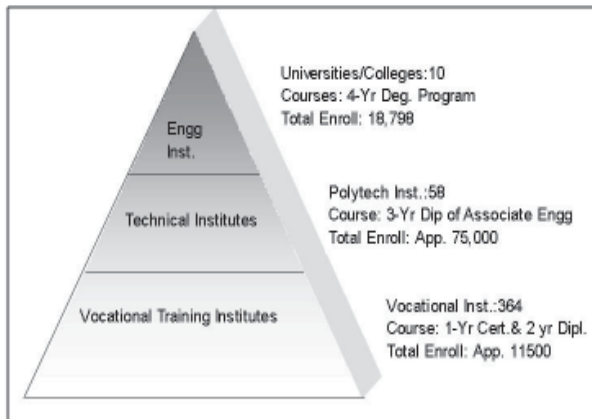 Universities/Colleges:10
Courses: 4-Yr Deg. Program
Total Enroll: 18,798
Engg
Inst.
Polytech Inst.:58
Course: 3-Yr Dip of Associate Engg
Total Enroll: App. 75,000
Technical Institutes
Vocational Inst.:364
Course: 1-Yr Cert.& 2 yr Dipl.
Total Enroll: App. 11500
Vocational Training Institutes